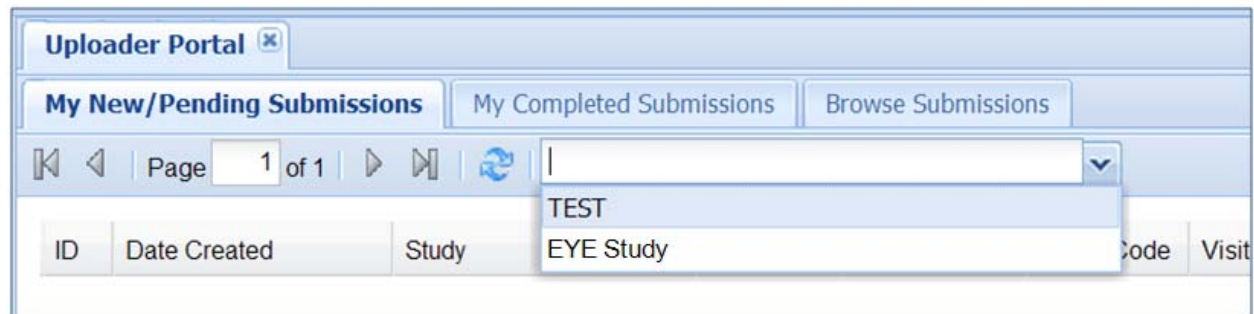 Uploader Portal
My New/Pending Submissions My Completed Submissions Browse Submissions
Page 1 of 1
TEST
EYE Study
ID Date Created Study Code Visit